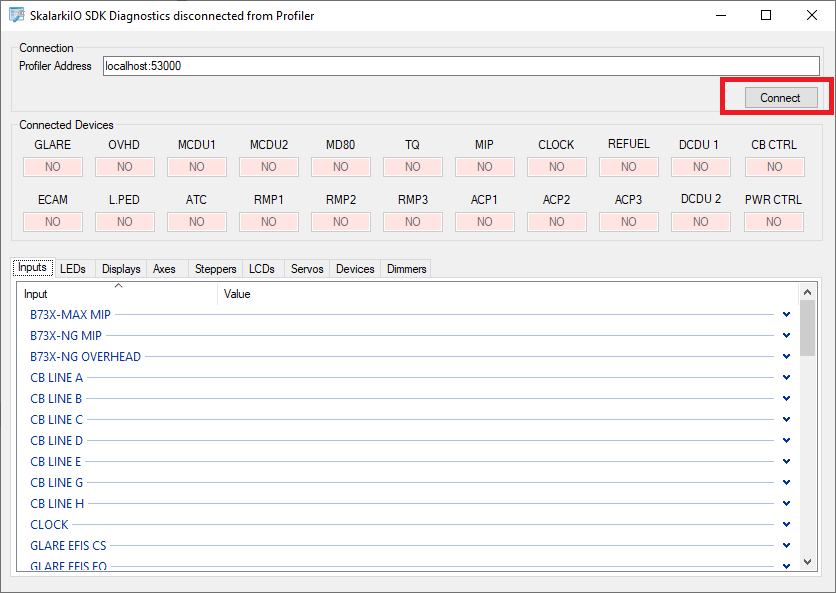 SkalarkiIO SDK Diagnostics disconnected from Profiler
Connection
Profiler Address localhost:53000
Connect
Connected Devices
GLARE OVHD MCDU1 MCDU2 MD80 TQ MIP CLOCK REFUEL DCDU 1 CB CTRL
NO NO NO NO NO NO NO NO NO NO NO
ECAM L.PED ATC RMP1 RMP2 RMP3 ACP1 ACP2 ACP3 DCDU 2 PWR CTRL
NO NO NO NO NO NO NO NO NO NO NO
Inputs LEDs Displays Axes Steppers LCDs Servos Devices Dimmers
Input Value
B73X-MAX MIP
B73X-NG MIP
B73X-NG OVERHEAD
CB LINE A
CB LINE B
CB LINE C
CB LINE D
CB LINE E
CB LINE G
CB LINE H
CLOCK
GLARE EFIS CS
GLARE EFIS FO